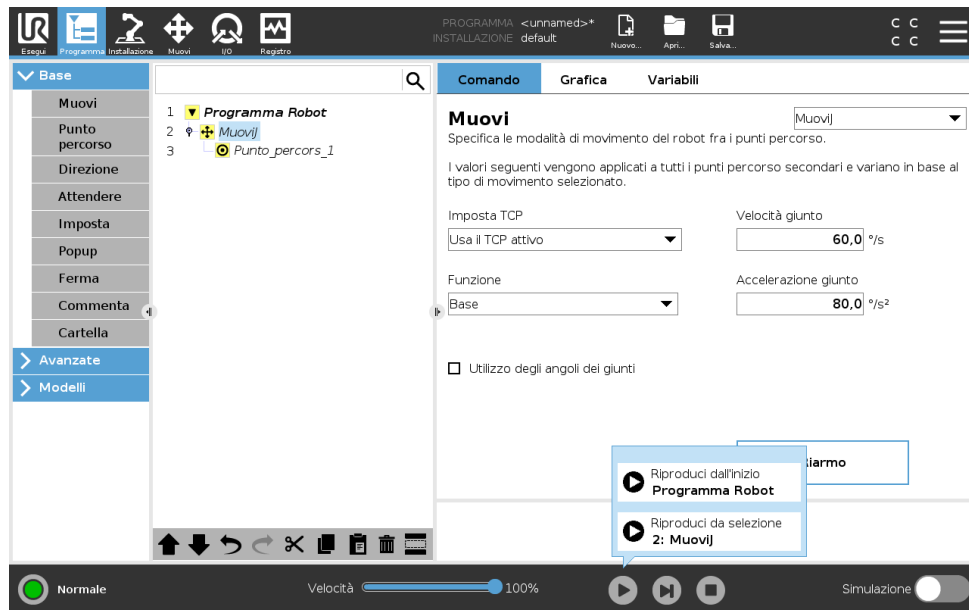 PROGRAMMA <unnamed>*
INSTALLAZIONE default
UR
Esegui
Programma
Installazione
Muovi
I/O
Registro
Nuovo...
Apri...
Salva...
C C
C C
Base
Muovi
Punto
percorso
Direzione
Attendere
Imposta
Popup
Ferma
Commenta
Cartella
Avanzate
Modelli
1 Programma Robot
2 MuoviJ
3 Punto_percors_1
Comando Grafica Variabili
Muovi
MuoviJ
Specifica le modalità di movimento del robot fra i punti percorso.
I valori seguenti vengono applicati a tutti i punti percorso secondari e variano in base al
tipo di movimento selezionato.
Imposta TCP
Velocità giunto
Usa il TCP attivo
60,0 °/s
Funzione
Accelerazione giunto
Base
80,0 °/s²
Utilizzo degli angoli dei giunti
Riproduci dall'inizio
Programma Robot
Riproduci da selezione
2: MuoviJ
Normale
Velocità
100%
Simulazione